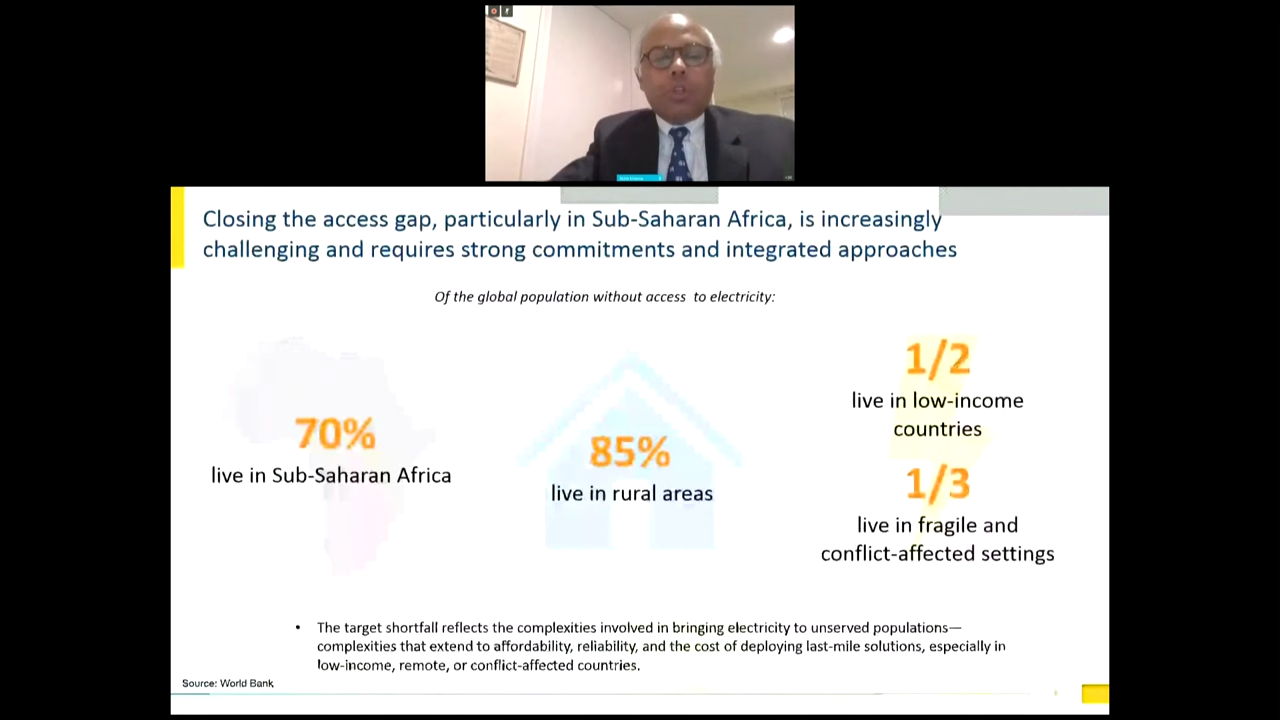 Closing the access gap, particularly in Sub-Saharan Africa, is increasingly
challenging and requires strong commitments and integrated approaches
Of the global population without access to electricity:
70%
live in Sub-Saharan Africa
85%
live in rural areas
1/2
live in low-income
countries
1/3
live in fragile and
conflict-affected settings
• The target shortfall reflects the complexities involved in bringing electricity to unserved populations—
complexities that extend to affordability, reliability, and the cost of deploying last-mile solutions, especially in
low-income, remote, or conflict-affected countries.
Source: World Bank